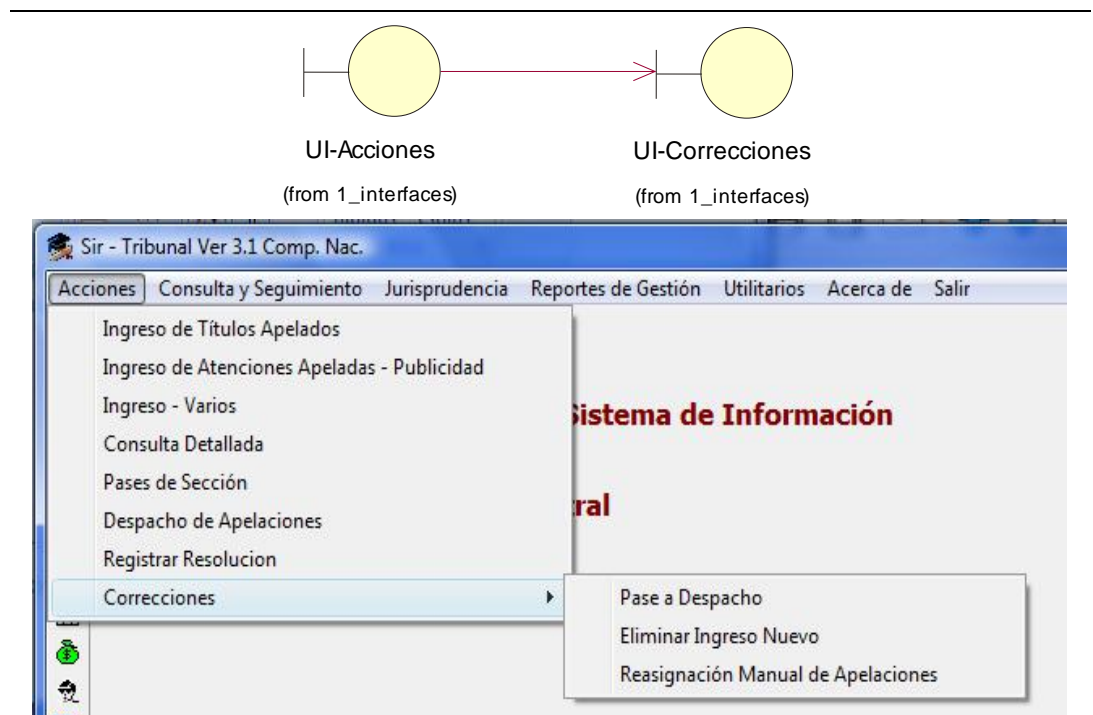 UI-Acciones UI-Correcciones
(from 1_interfaces) (from 1_interfaces)
Sir - Tribunal Ver 3.1 Comp. Nac.
Acciones Consulta y Seguimiento Jurisprudencia Reportes de Gestión Utilitarios Acerca de Salir
Ingreso de Títulos Apelados
Ingreso de Atenciones Apeladas - Publicidad
Ingreso - Varios
Sistema de Información
Consulta Detallada
Pases de Sección
tral
Despacho de Apelaciones
Registrar Resolucion
Correcciones
Pase a Despacho
Eliminar Ingreso Nuevo
Reasignación Manual de Apelaciones